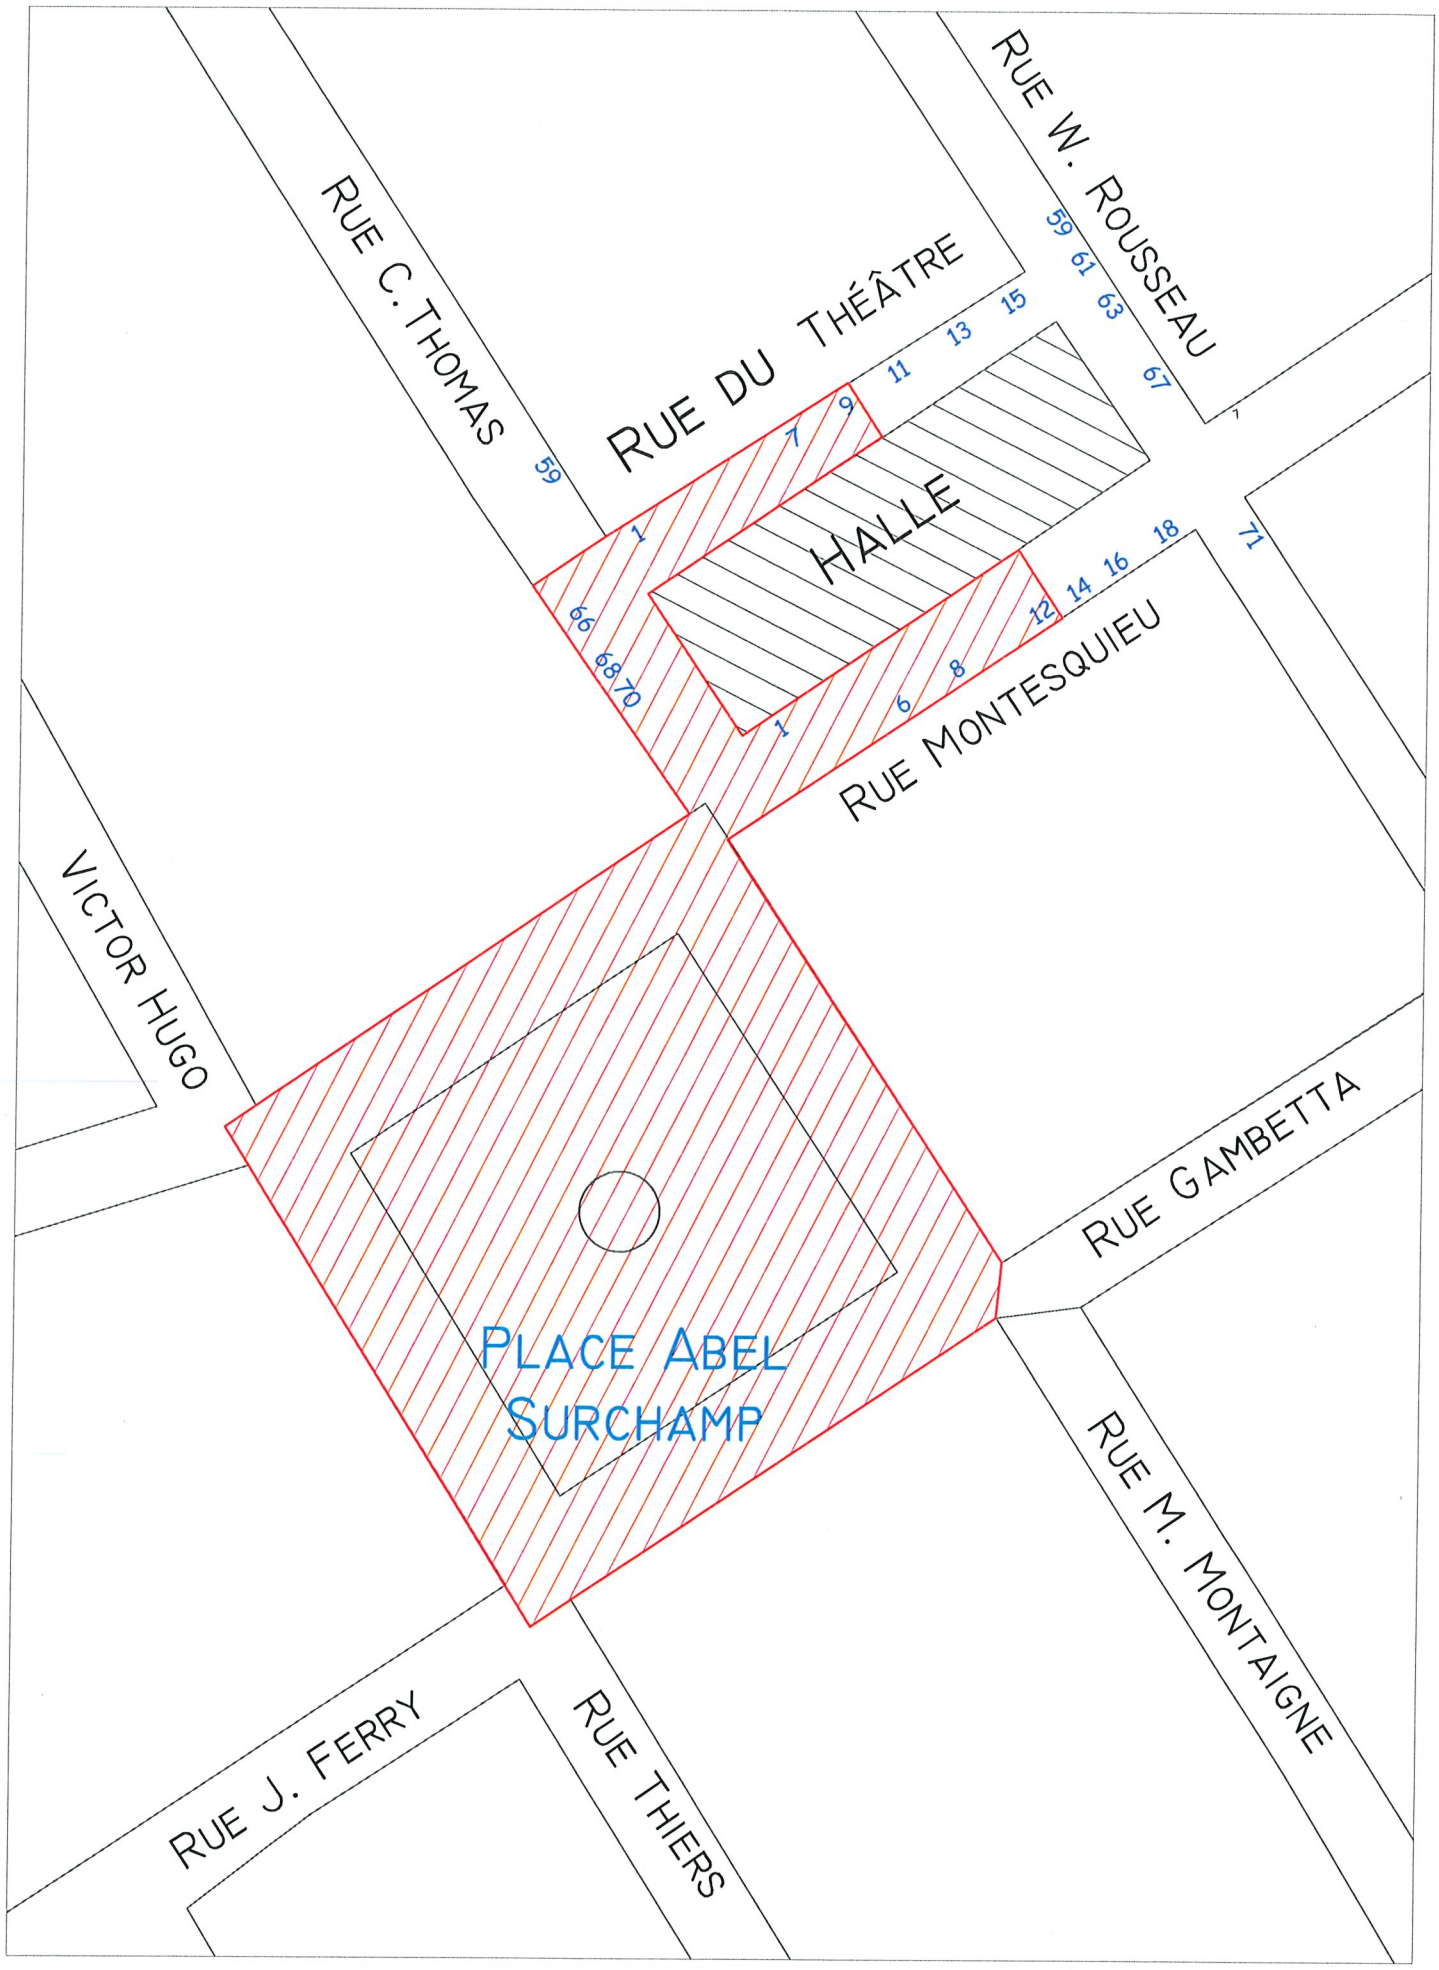 RUE W. ROUSSEAU
RUE C. THOMAS
RUE DU THÉÂTRE
59
61
63
67
15
13
11
9
7
1
59
HALLE
66
68
70
1
6
8
12
14
16
18
71
7
RUE MONTESQUIEU
VICTOR HUGO
RUE GAMBETTA
PLACE ABEL
SURCHAMP
RUE M. MONTAIGNE
RUE J. FERRY
RUE THIERS